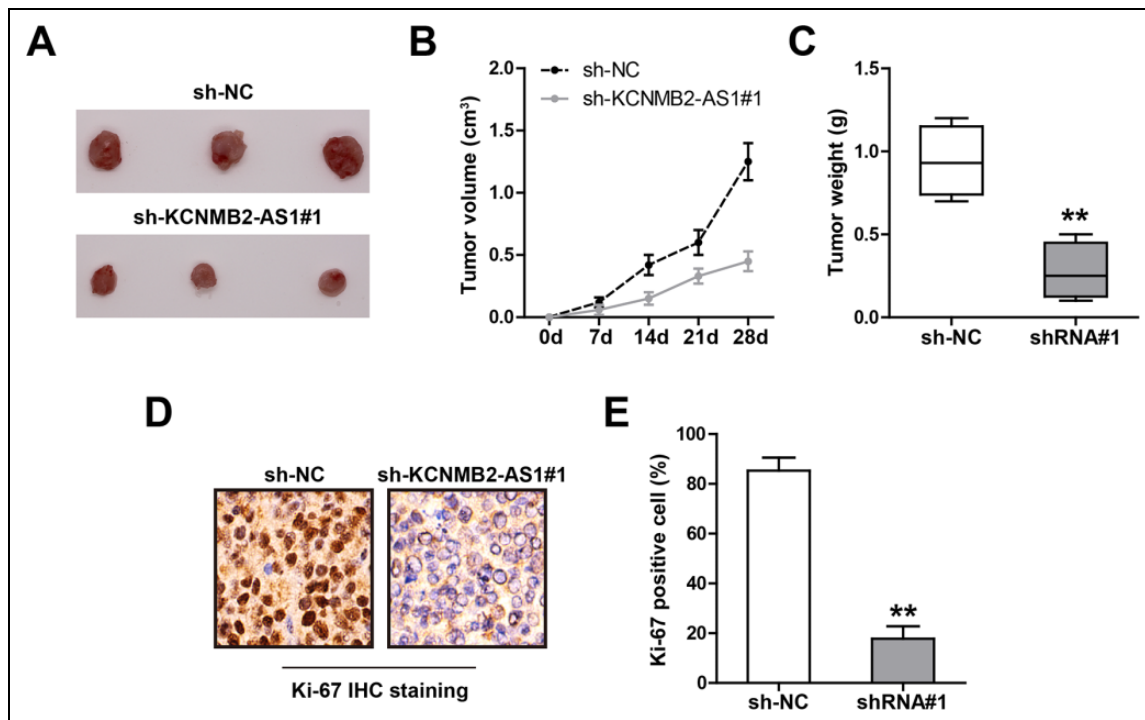 A
sh-NC
sh-KCNMB2-AS1#1
B
Tumor volume (cm³)
2.0
1.5
1.0
0.5
0.0
sh-NC
sh-KCNMB2-AS1#1
0d 7d 14d 21d 28d
C
Tumor weight (g)
1.5
1.0
0.5
0.0
**
sh-NC shRNA#1
D
sh-NC sh-KCNMB2-AS1#1
Ki-67 IHC staining
E
Ki-67 positive cell (%)
100
80
60
40
20
0
**
sh-NC shRNA#1